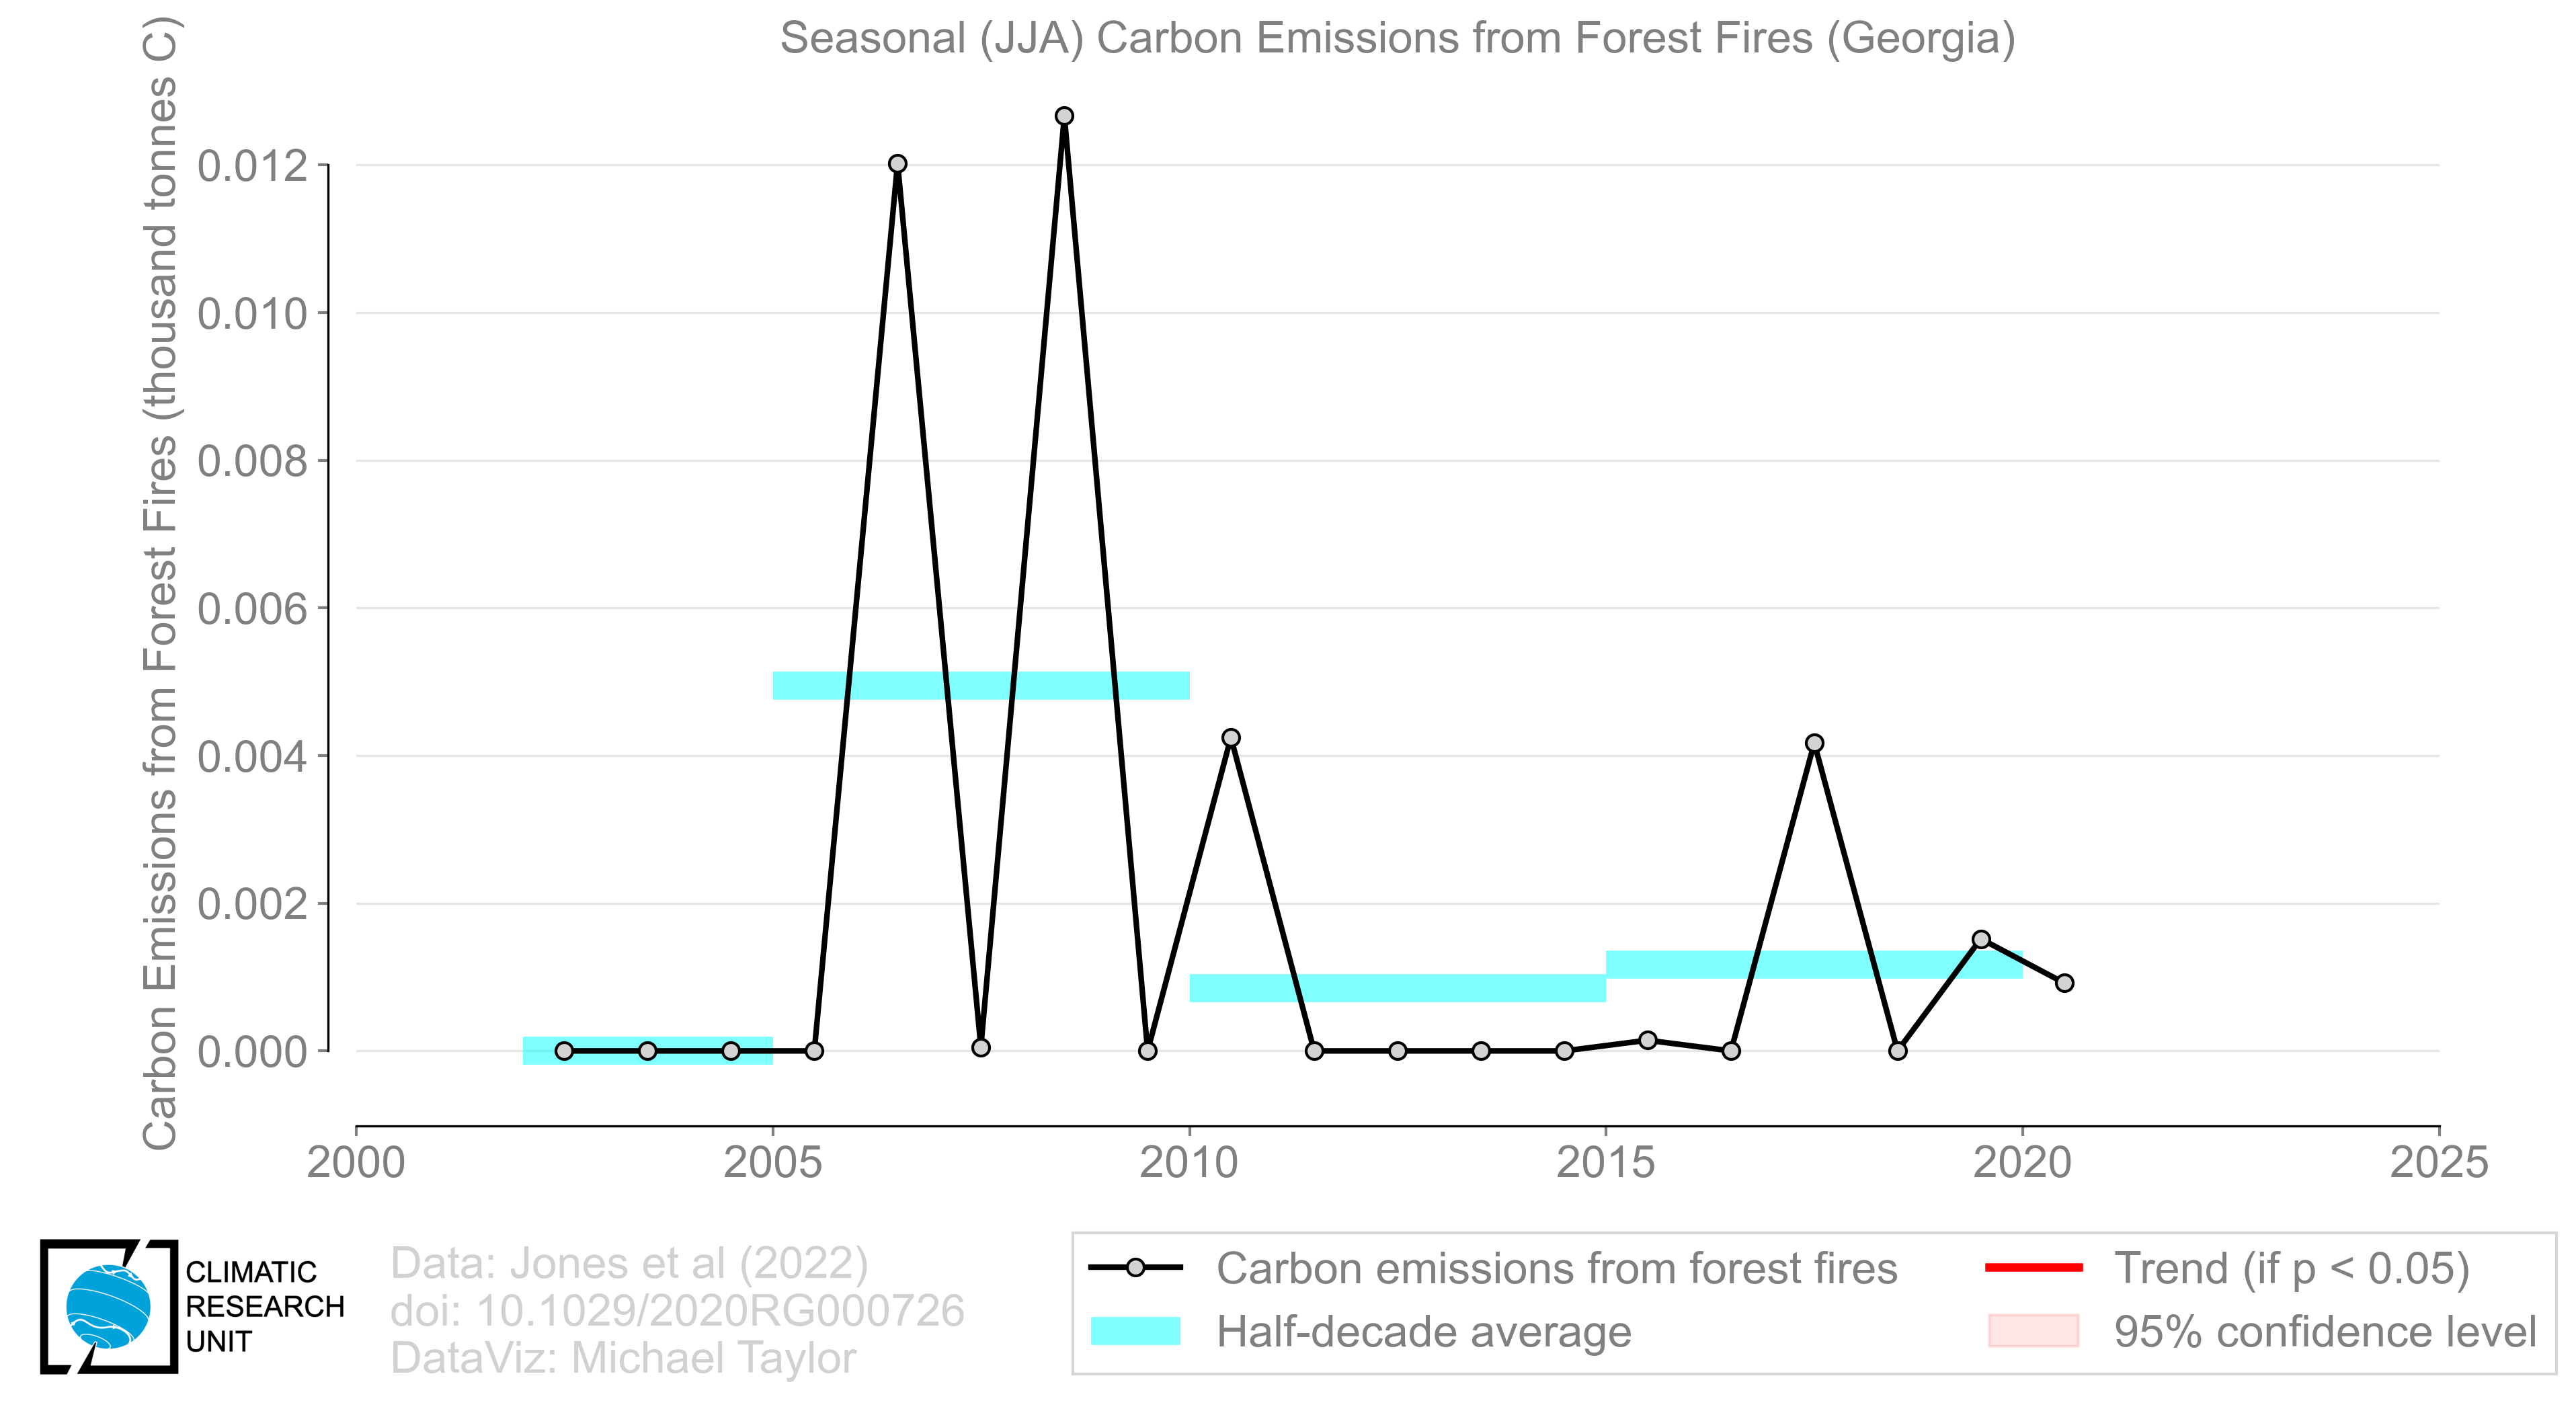 Seasonal (JJA) Carbon Emissions from Forest Fires (Georgia)
Carbon Emissions from Forest Fires (thousand tonnes C)
0.012
0.010
0.008
0.006
0.004
0.002
0.000
2000 2005 2010 2015 2020 2025
CLIMATIC
RESEARCH
UNIT
Data: Jones et al (2022)
doi: 10.1029/2020RG000726
DataViz: Michael Taylor
Carbon emissions from forest fires
Half-decade average
Trend (if p < 0.05)
95% confidence level